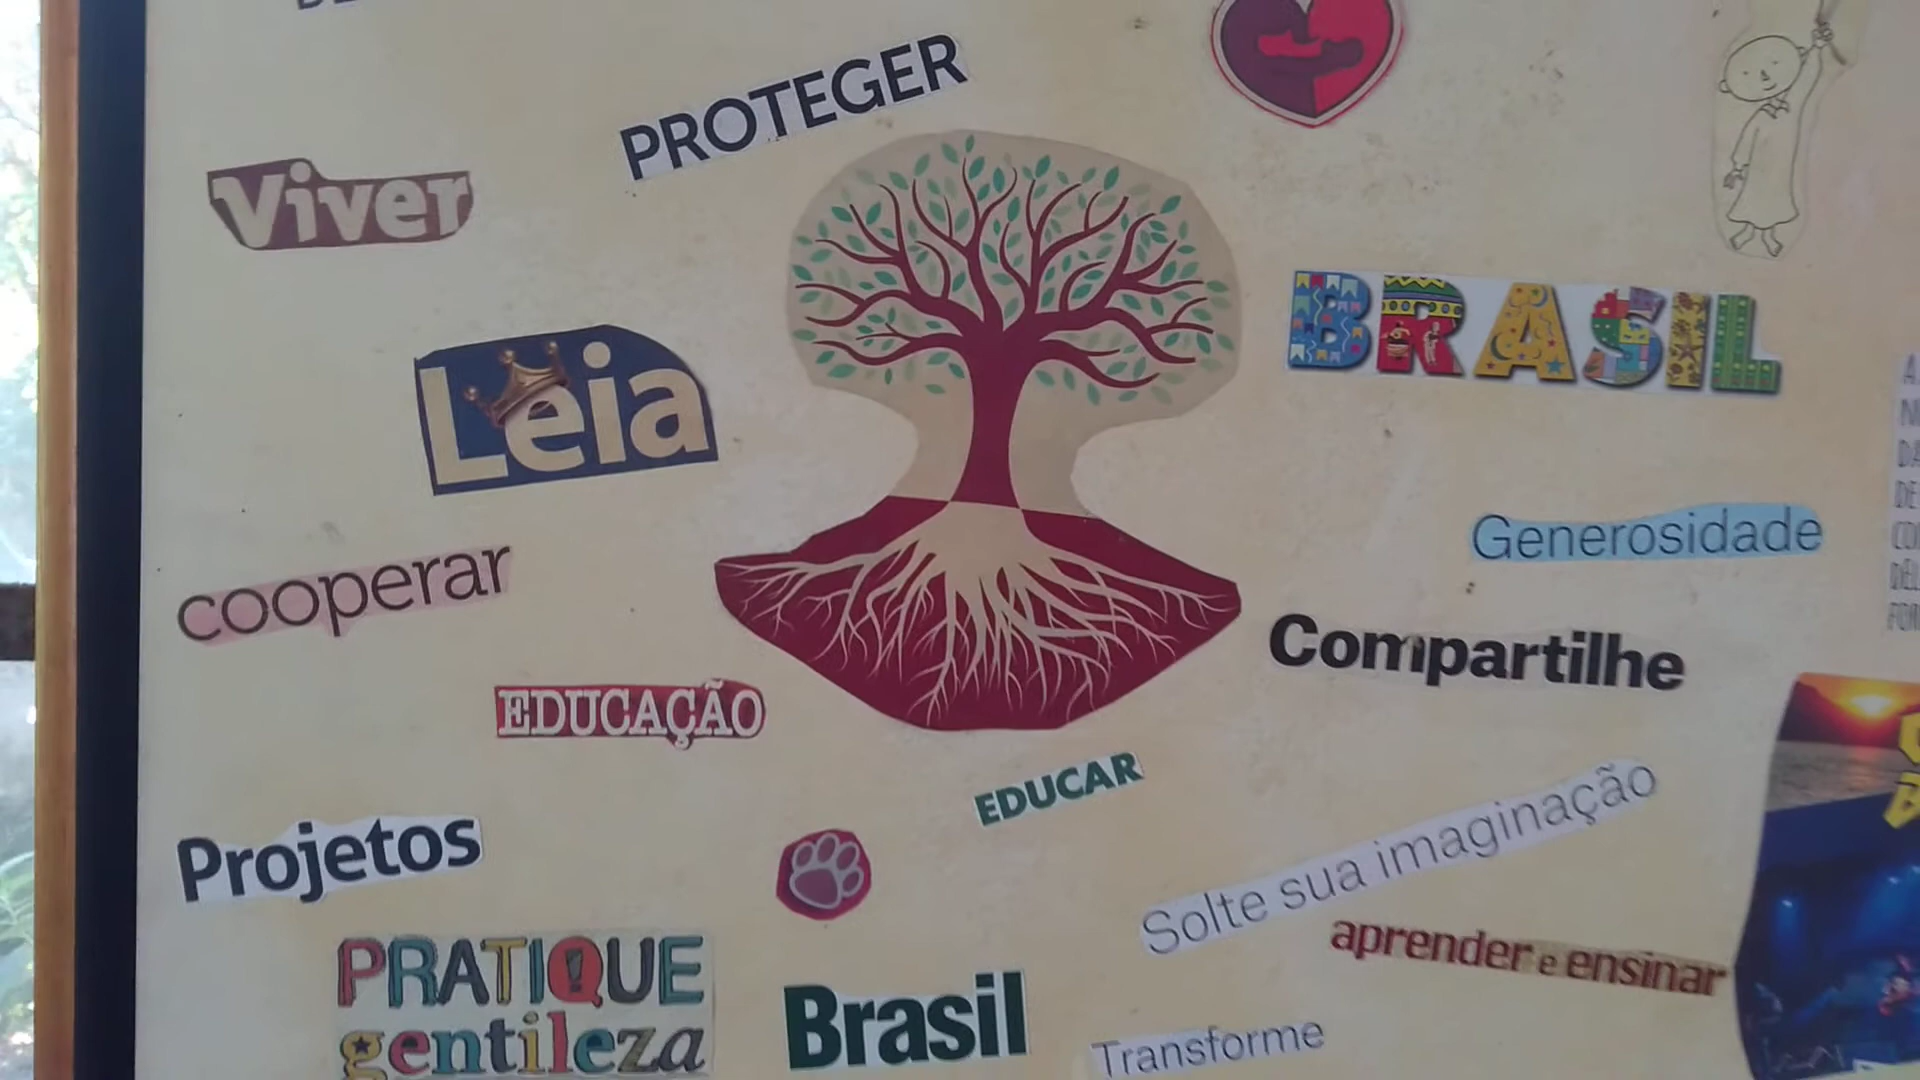 PROTEGER
Viver
BRASIL
Leia
Generosidade
cooperar
Compartilhe
EDUCAÇÃO
EDUCAR
Solte sua imaginação
Projetos
aprender e ensinar
PRATIQUE
gentileza
Brasil
Transforme